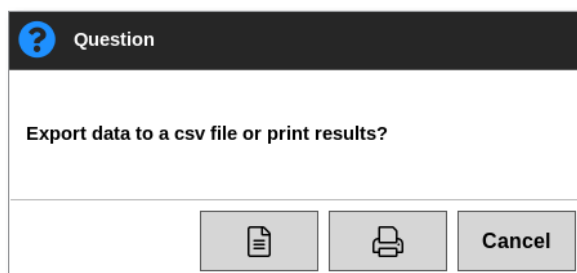 Question
Export data to a csv file or print results?
Cancel